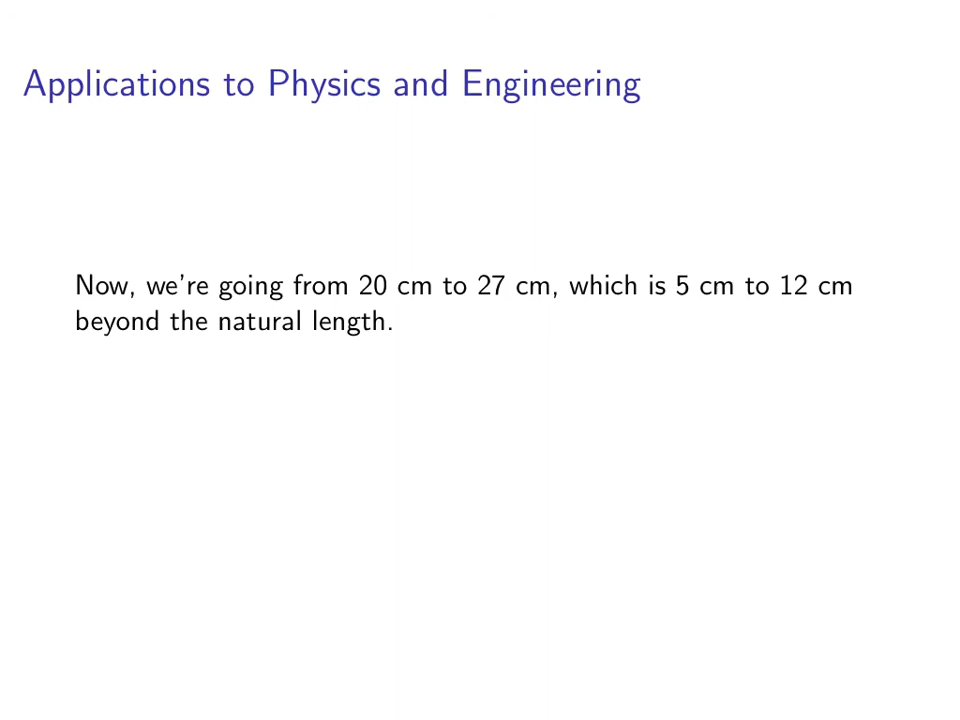 Applications to Physics and Engineering
Now, we're going from 20 cm to 27 cm, which is 5 cm to 12 cm
beyond the natural length.